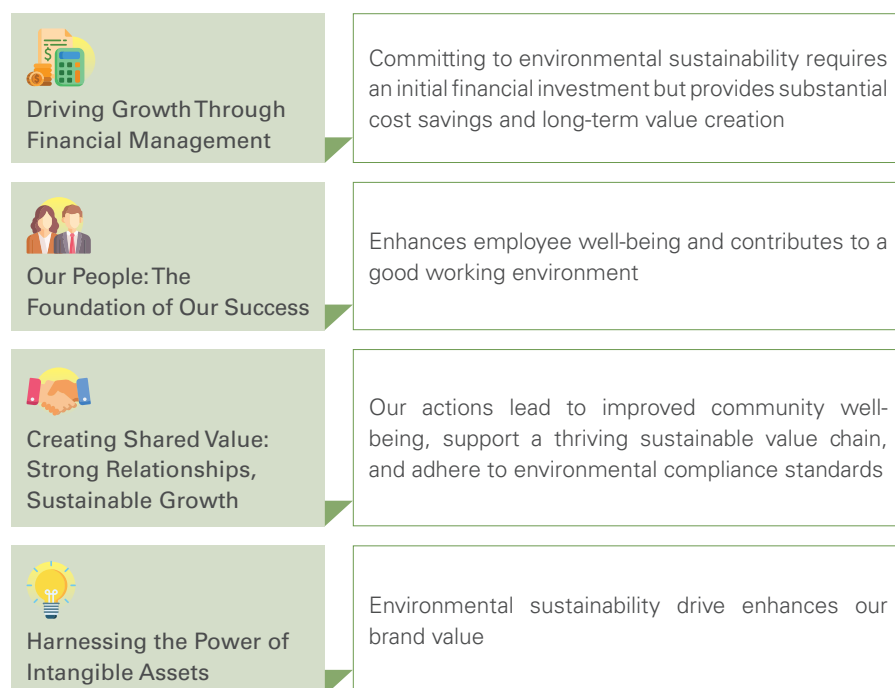 Driving Growth Through
Financial Management
Committing to environmental sustainability requires
an initial financial investment but provides substantial
cost savings and long-term value creation
Our People: The
Foundation of Our Success
Enhances employee well-being and contributes to a
good working environment
Creating Shared Value:
Strong Relationships,
Sustainable Growth
Our actions lead to improved community well-
being, support a thriving sustainable value chain,
and adhere to environmental compliance standards
Harnessing the Power of
Intangible Assets
Environmental sustainability drive enhances our
brand value